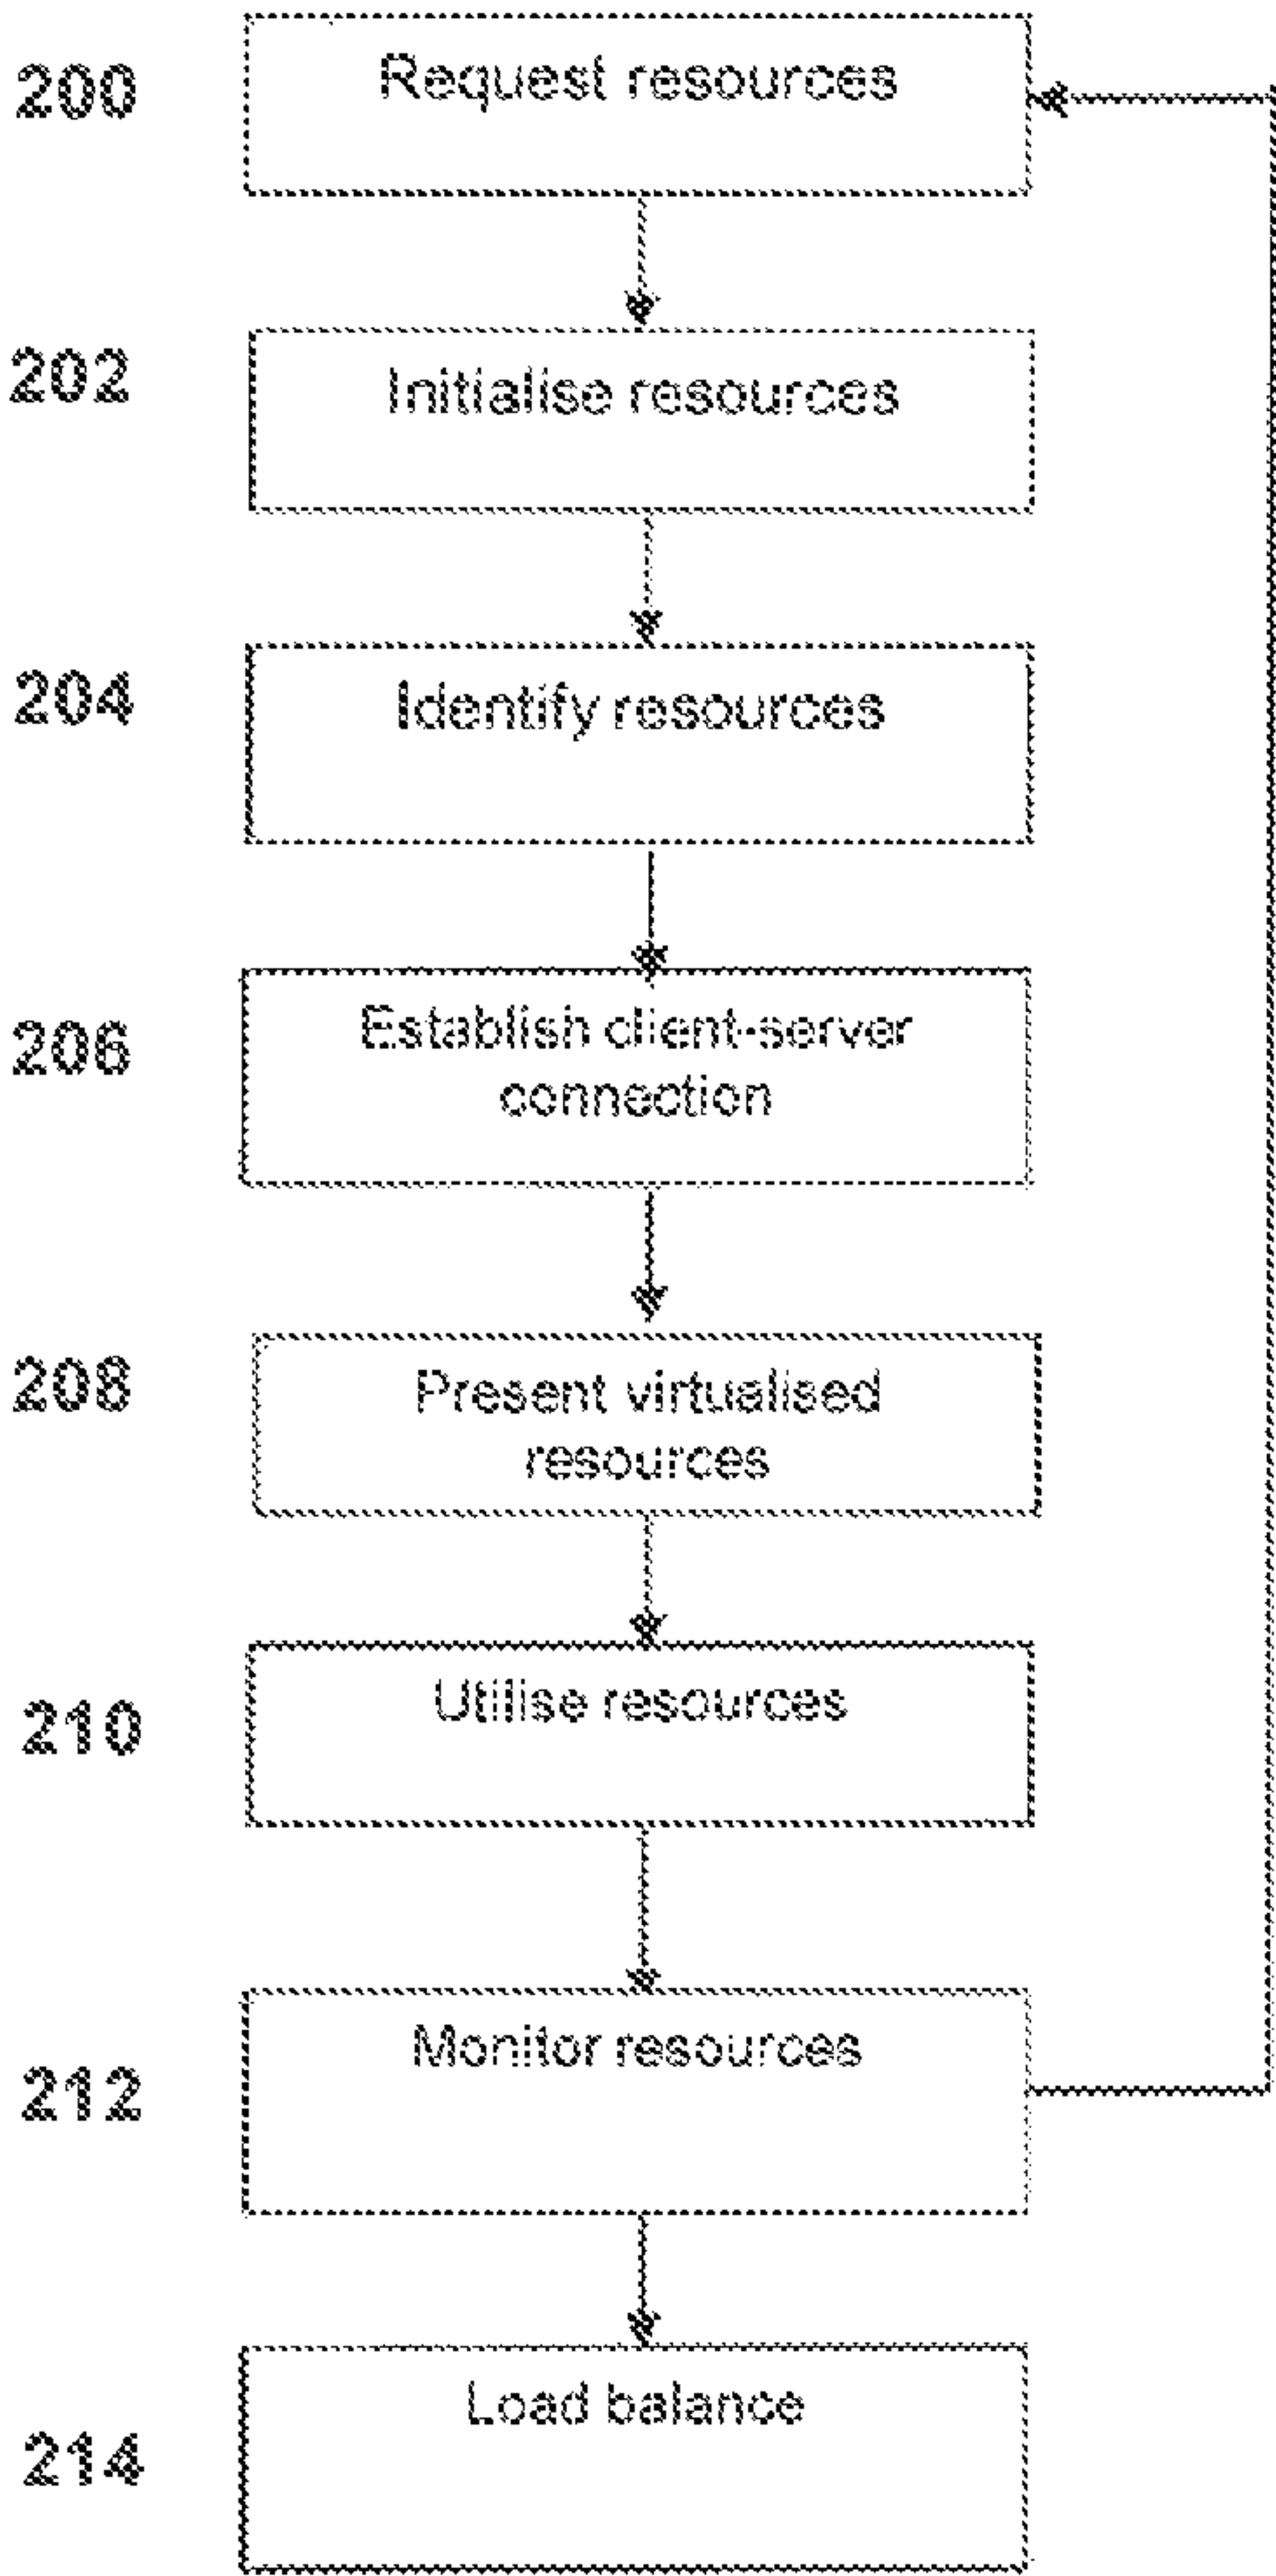 200
Request resources
202
Initialise resources
204
Identify resources
206
Establish client-server
connection
208
Present virtualised
resources
210
Utilise resources
212
Monitor resources
214
Load balance